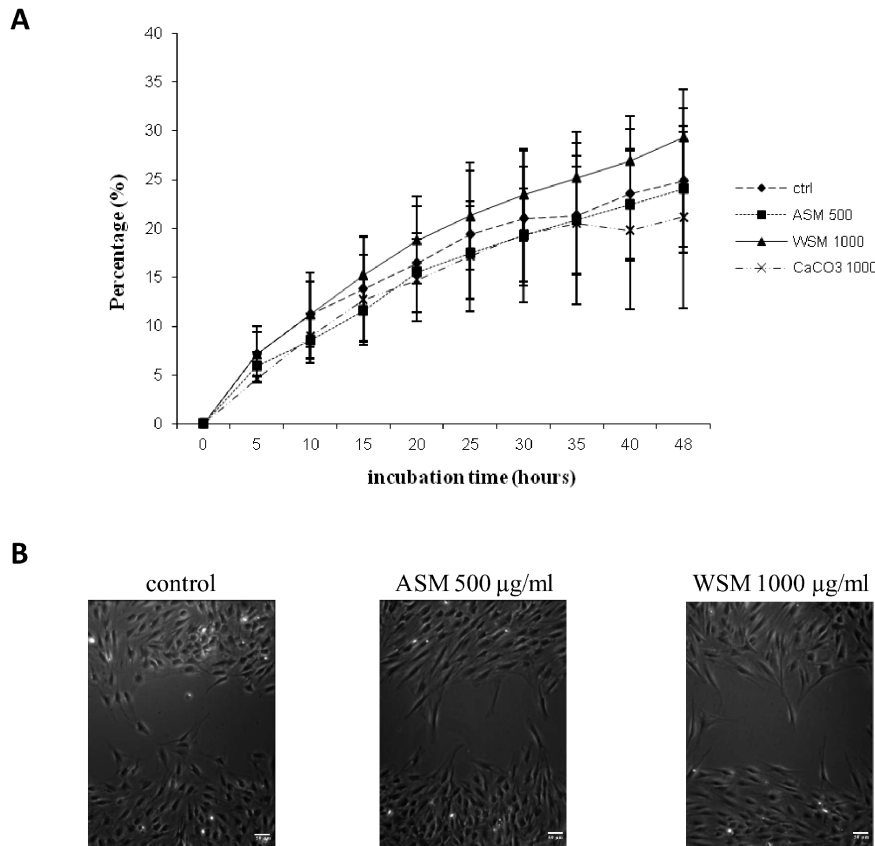 A
40
35
30
25
20
15
10
5
0
Percentage (%)
0 5 10 15 20 25 30 35 40 48
incubation time (hours)
ctrl
ASM 500
WSM 1000
CaCO3 1000
B
control ASM 500 µg/ml WSM 1000 µg/ml